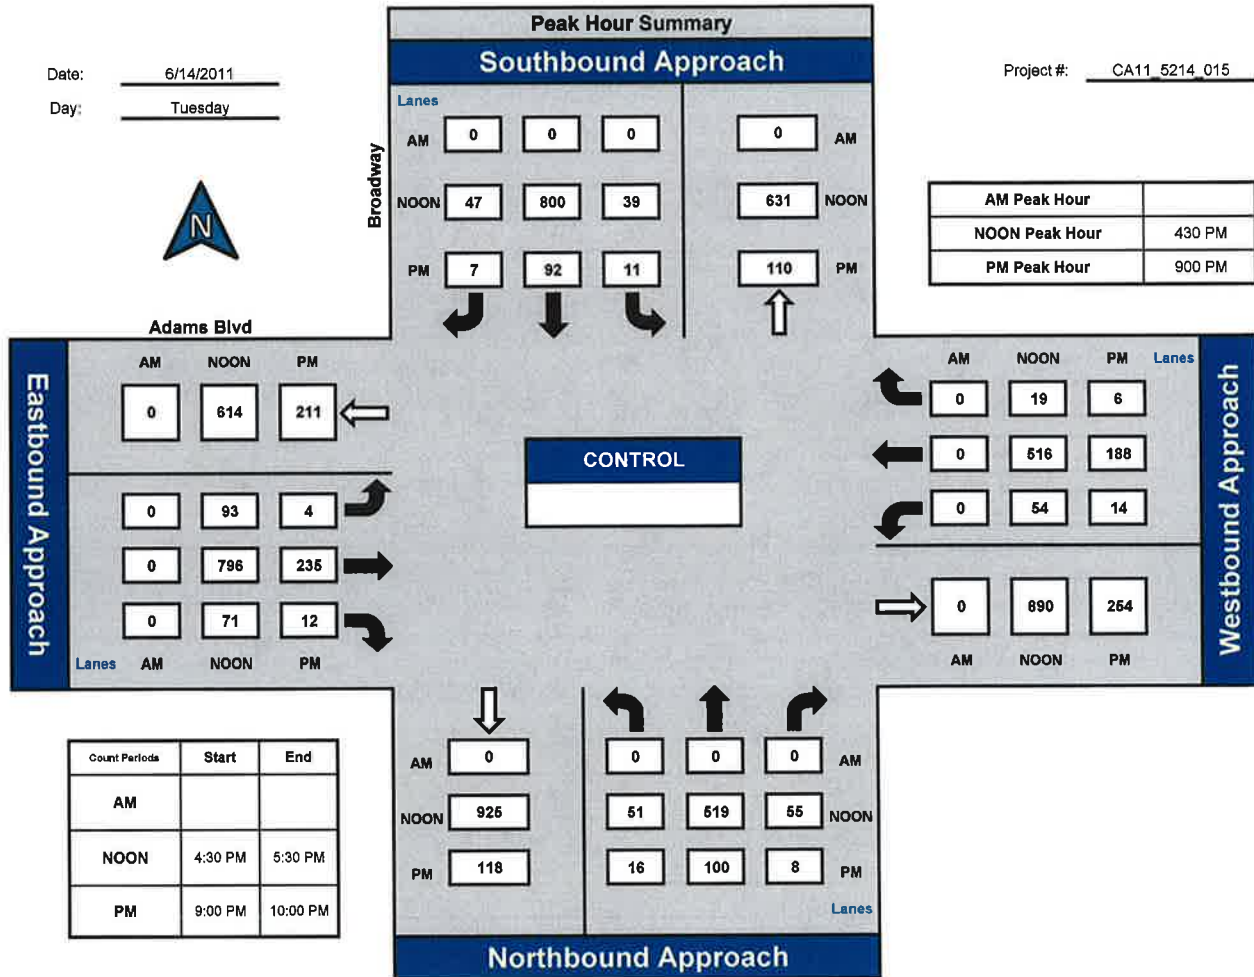 Peak Hour Summary
Southbound Approach
Date: 6/14/2011
Project #: CA11_5214_015
Day: Tuesday
Lanes
AM 0 0 0 0 AM
Broadway
NOON 47 800 39 631 NOON
PM 7 92 11 110 PM
N
AM Peak Hour
NOON Peak Hour 430 PM
PM Peak Hour 900 PM
Adams Blvd
Eastbound Approach
AM NOON PM
0 614 211
0 93 4
0 796 235
0 71 12
Lanes AM NOON PM
CONTROL
AM NOON PM Lanes
0 19 6
0 516 188
0 54 14
0 890 254
AM NOON PM
Westbound Approach
Count Periods Start End
AM
NOON 4:30 PM 5:30 PM
PM 9:00 PM 10:00 PM
AM 0 0 0 0 AM
NOON 925 51 519 55 NOON
PM 118 16 100 8 PM
Lanes
Northbound Approach